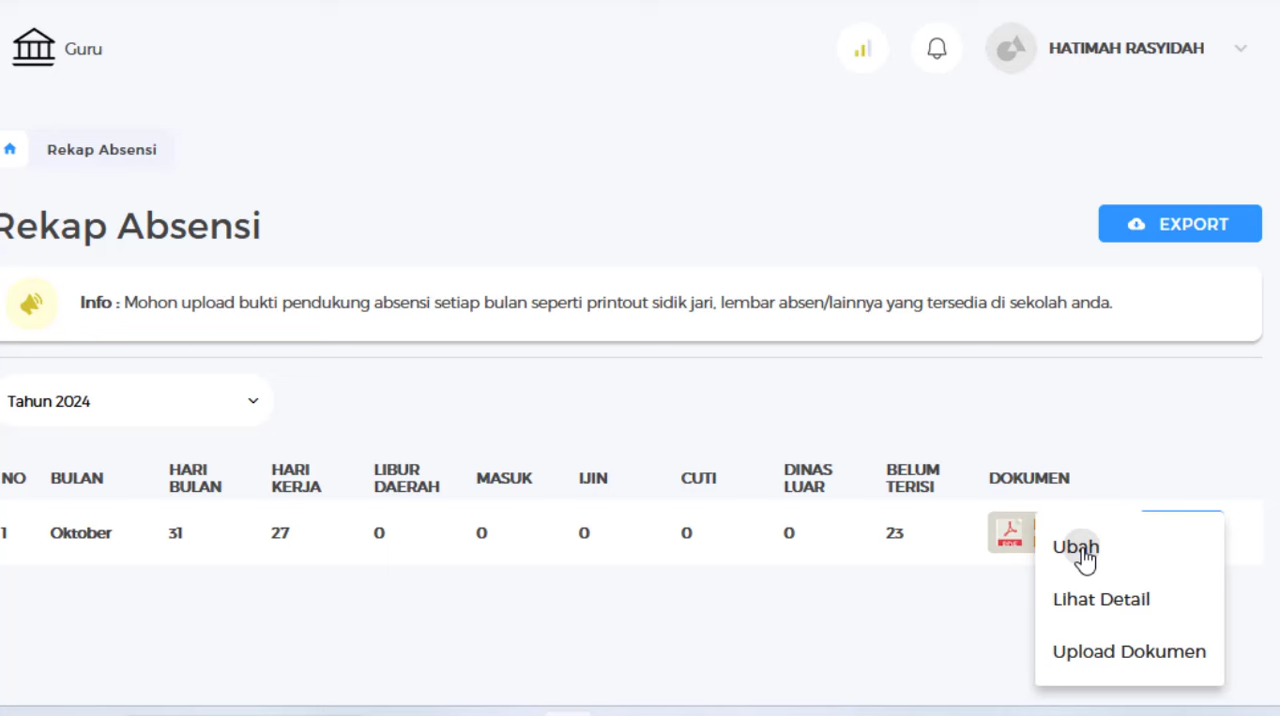 Guru
HATIMAH RASYIDAH
Rekap Absensi
Rekap Absensi
EXPORT
Info : Mohon upload bukti pendukung absensi setiap bulan seperti printout sidik jari, lembar absen/lainnya yang tersedia di sekolah anda.
Tahun 2024
NO BULAN HARI BULAN HARI KERJA LIBUR DAERAH MASUK IJIN CUTI DINAS LUAR BELUM TERISI DOKUMEN
1 Oktober 31 27 0 0 0 0 0 23 PDF
Ubah
Lihat Detail
Upload Dokumen